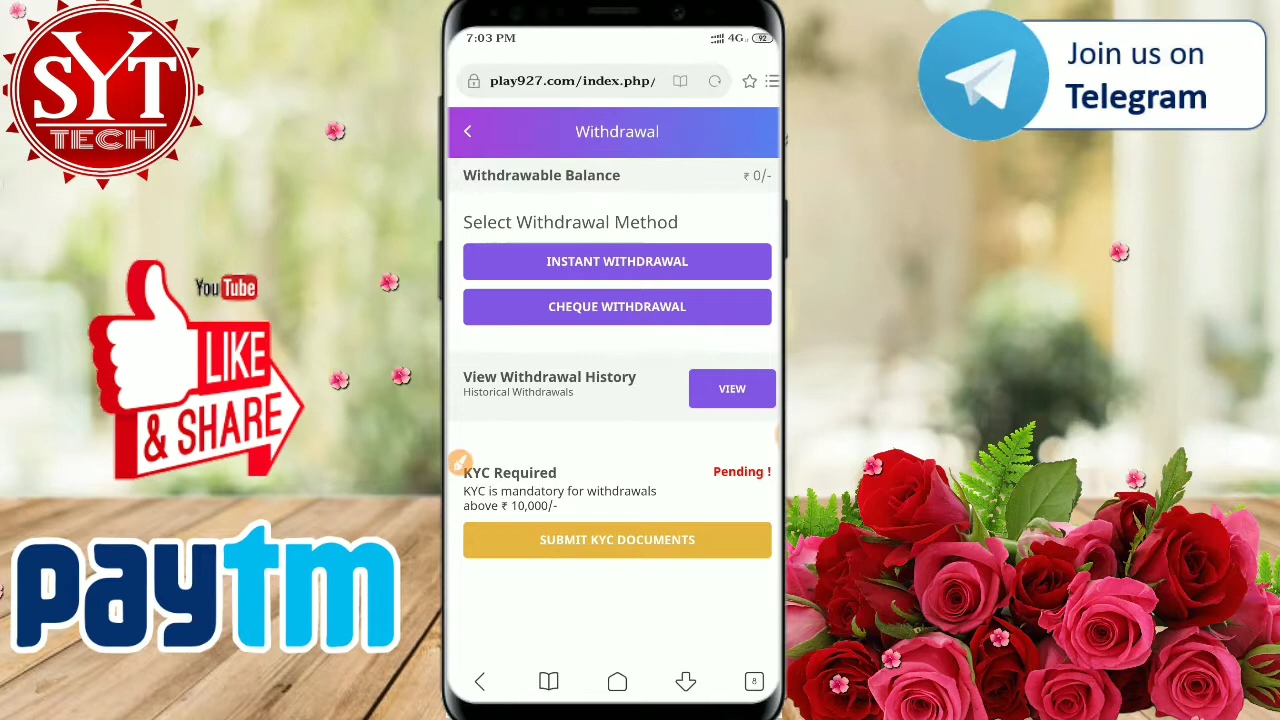 SYT
TECH
YouTube
LIKE
& SHARE
paytm
7:03 PM
4G
92
play927.com/index.php/
Withdrawal
Withdrawable Balance
₹ 0/-
Select Withdrawal Method
INSTANT WITHDRAWAL
CHEQUE WITHDRAWAL
View Withdrawal History
Historical Withdrawals
VIEW
KYC Required
Pending !
KYC is mandatory for withdrawals
above ₹ 10,000/-
SUBMIT KYC DOCUMENTS
8
Join us on
Telegram